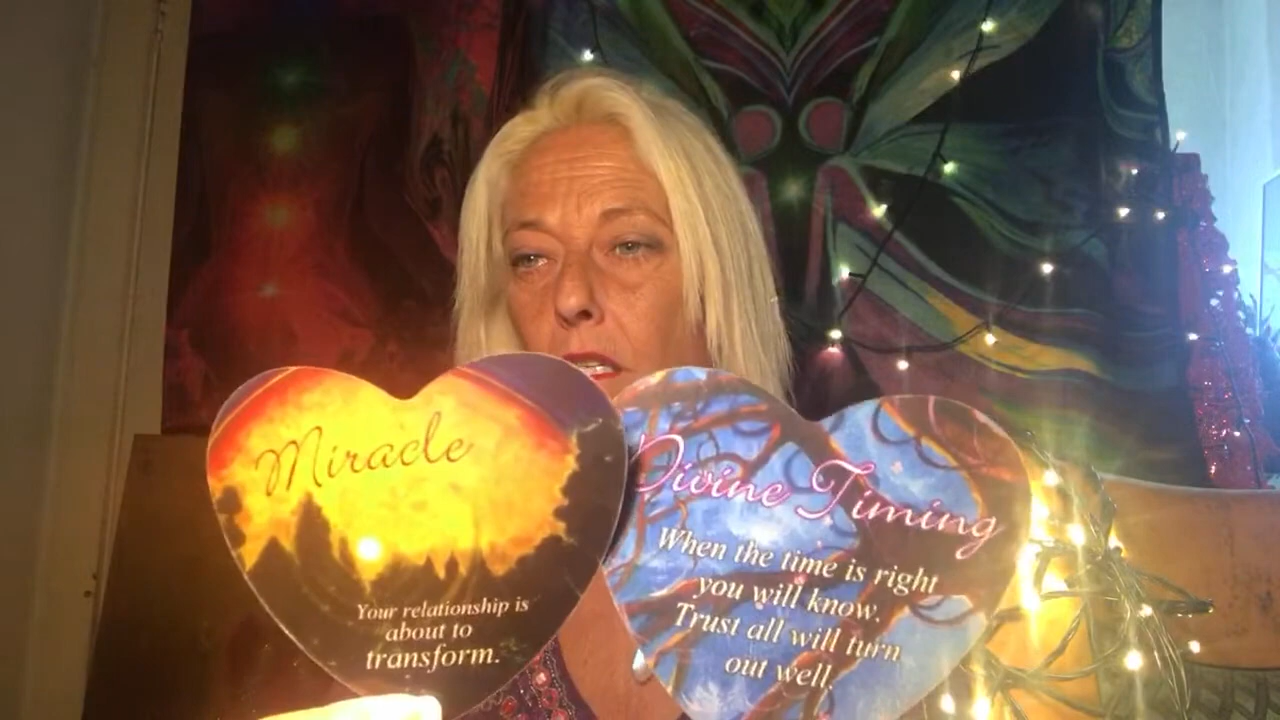 Miracle
Your relationship is
about to
transform.
Divine Timing
When the time is right
you will know.
Trust all will turn
out well.